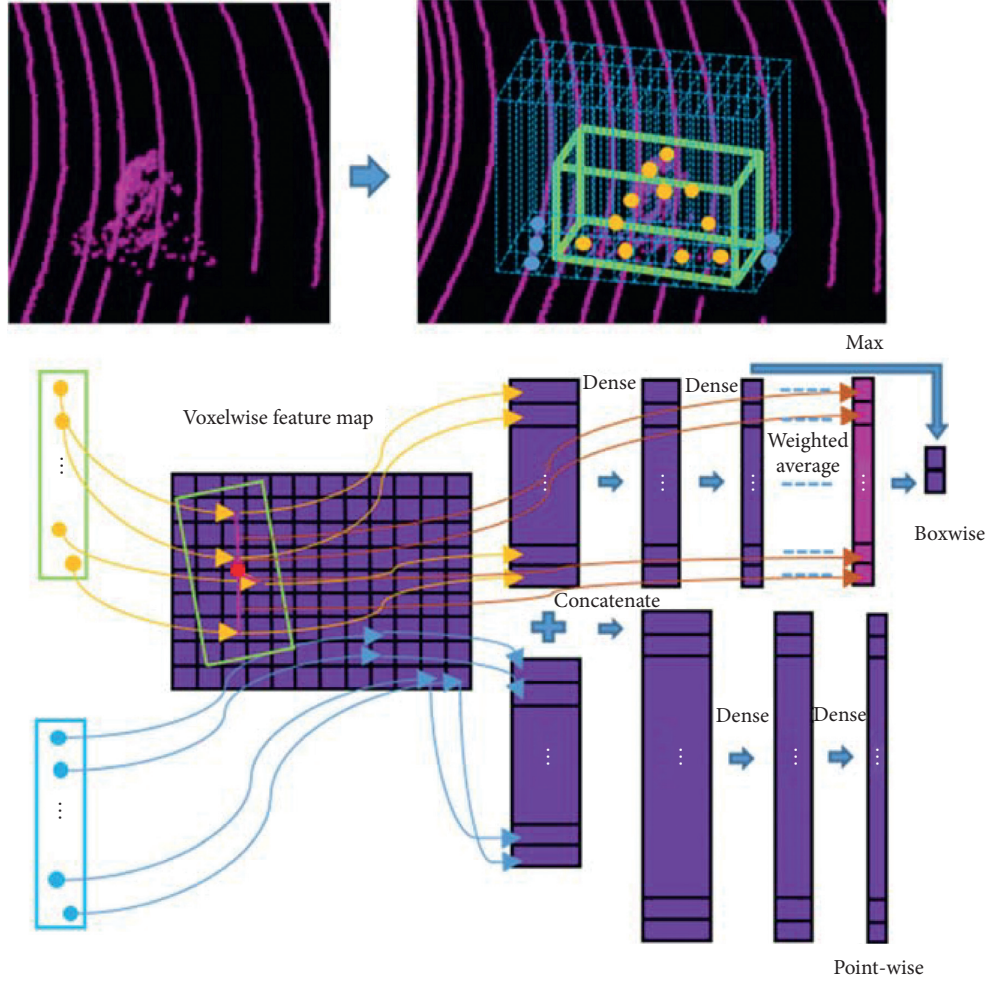 Max
Dense
Dense
Voxelwise feature map
Weighted
average
Boxwise
Concatenate
Dense
Dense
Point-wise